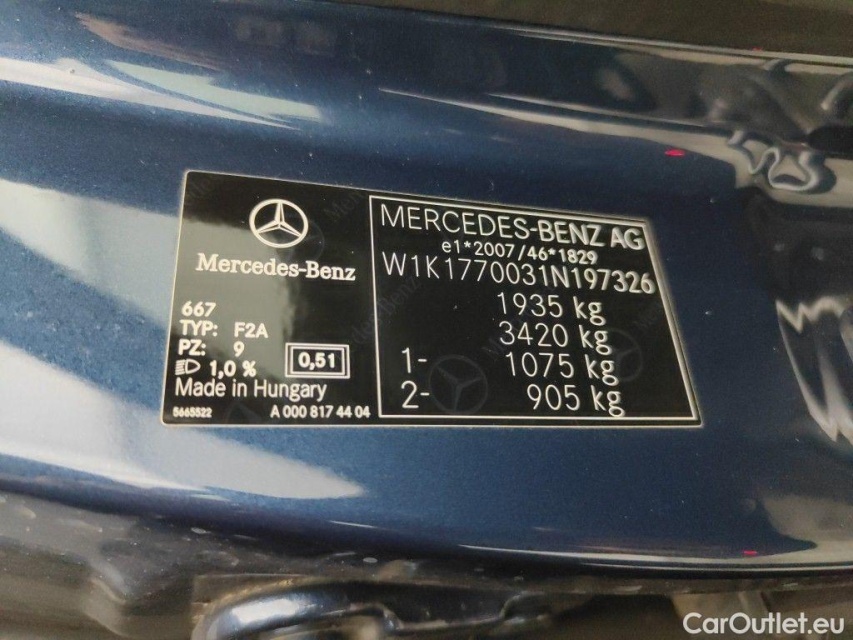 Mercedes-Benz
667
TYP: F2A
PZ: 9
1,0 %
0,51
Made in Hungary
5665522
A 000 817 44 04
MERCEDES-BENZ AG
e1*2007/46*1829
W1K1770031N197326
1935 kg
3420 kg
1- 1075 kg
2- 905 kg
CarOutlet.eu